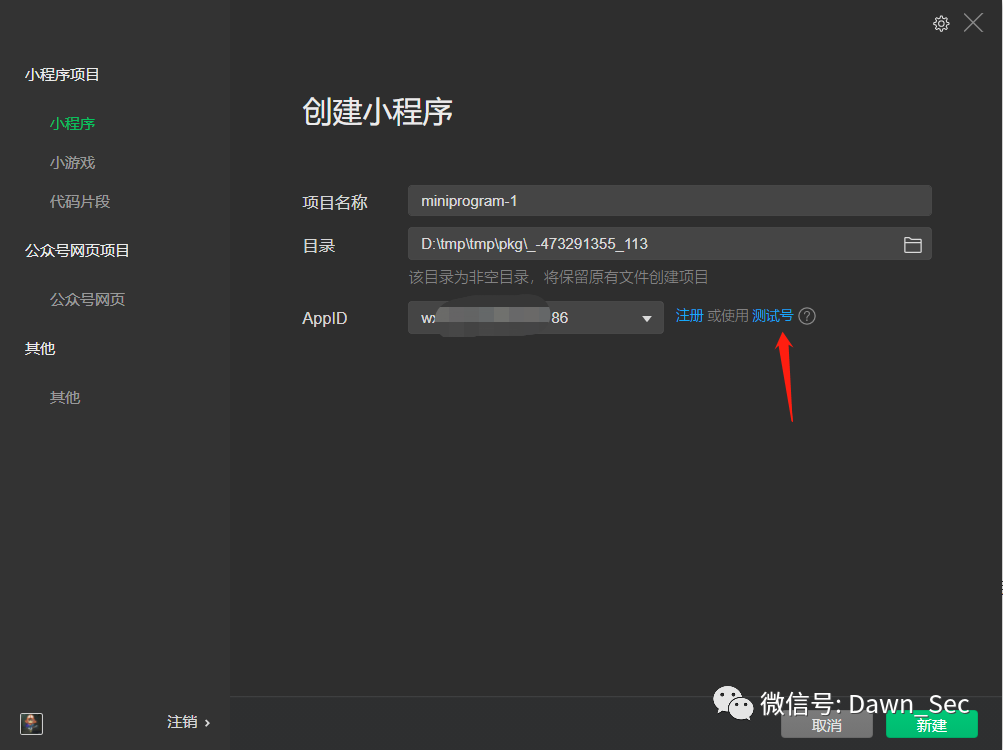 小程序项目
小程序
小游戏
代码片段
公众号网页项目
公众号网页
其他
其他
注销
创建小程序
项目名称 miniprogram-1
目录 D:\tmp\tmp\pkg\_-473291355_113
该目录为非空目录，将保留原有文件创建项目
AppID wx 86 注册 或使用 测试号 ?
微信号: Dawn_Sec
取消 新建